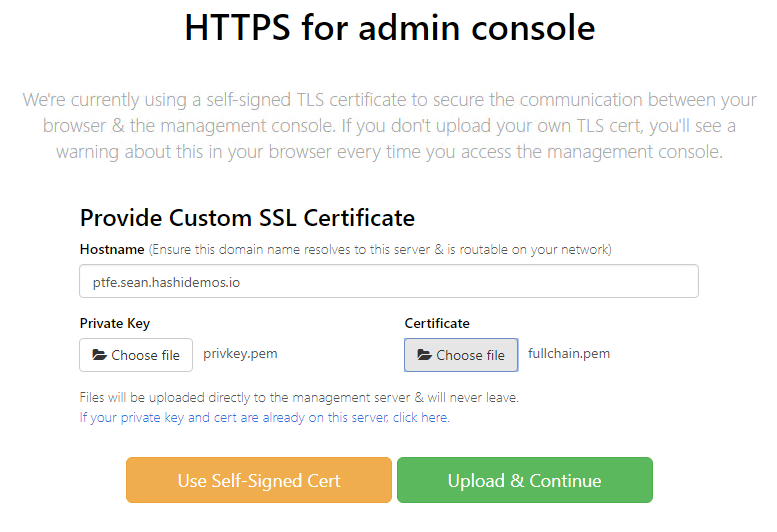 HTTPS for admin console
We're currently using a self-signed TLS certificate to secure the communication between your
browser & the management console. If you don't upload your own TLS cert, you'll see a
warning about this in your browser every time you access the management console.
Provide Custom SSL Certificate
Hostname (Ensure this domain name resolves to this server & is routable on your network)
ptfe.sean.hashidemos.io
Private Key Certificate
Choose file privkey.pem Choose file fullchain.pem
Files will be uploaded directly to the management server & will never leave.
If your private key and cert are already on this server, click here.
Use Self-Signed Cert Upload & Continue